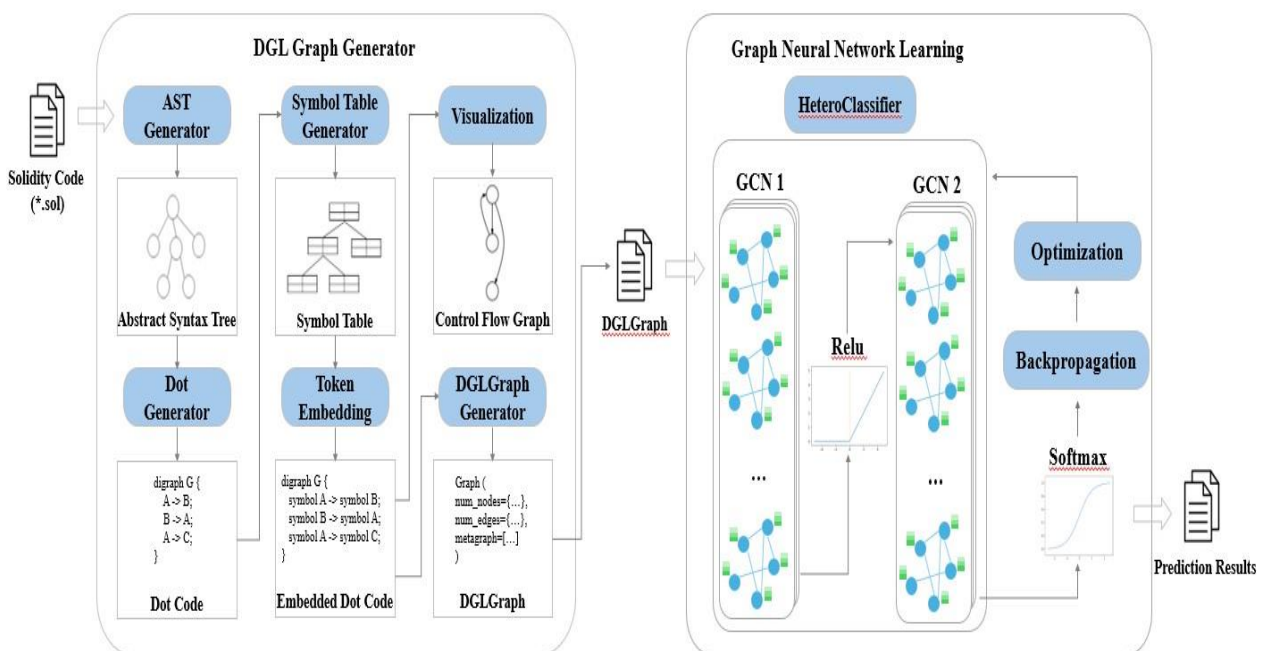 DGL Graph Generator
Solidity Code
(*.sol)
AST
Generator
Abstract Syntax Tree
Dot
Generator
digraph G {
A -> B;
B -> A;
A -> C;
}
Dot Code
Symbol Table
Generator
Symbol Table
Token
Embedding
digraph G {
symbol A -> symbol B;
symbol B -> symbol A;
symbol A -> symbol C;
}
Embedded Dot Code
Visualization
Control Flow Graph
DGLGraph
Generator
Graph (
num_nodes={...},
num_edges={...},
metagraph=[...]
)
DGLGraph
DGLGraph
Graph Neural Network Learning
HeteroClassifier
GCN 1
...
Relu
GCN 2
...
Optimization
Backpropagation
Softmax
Prediction Results